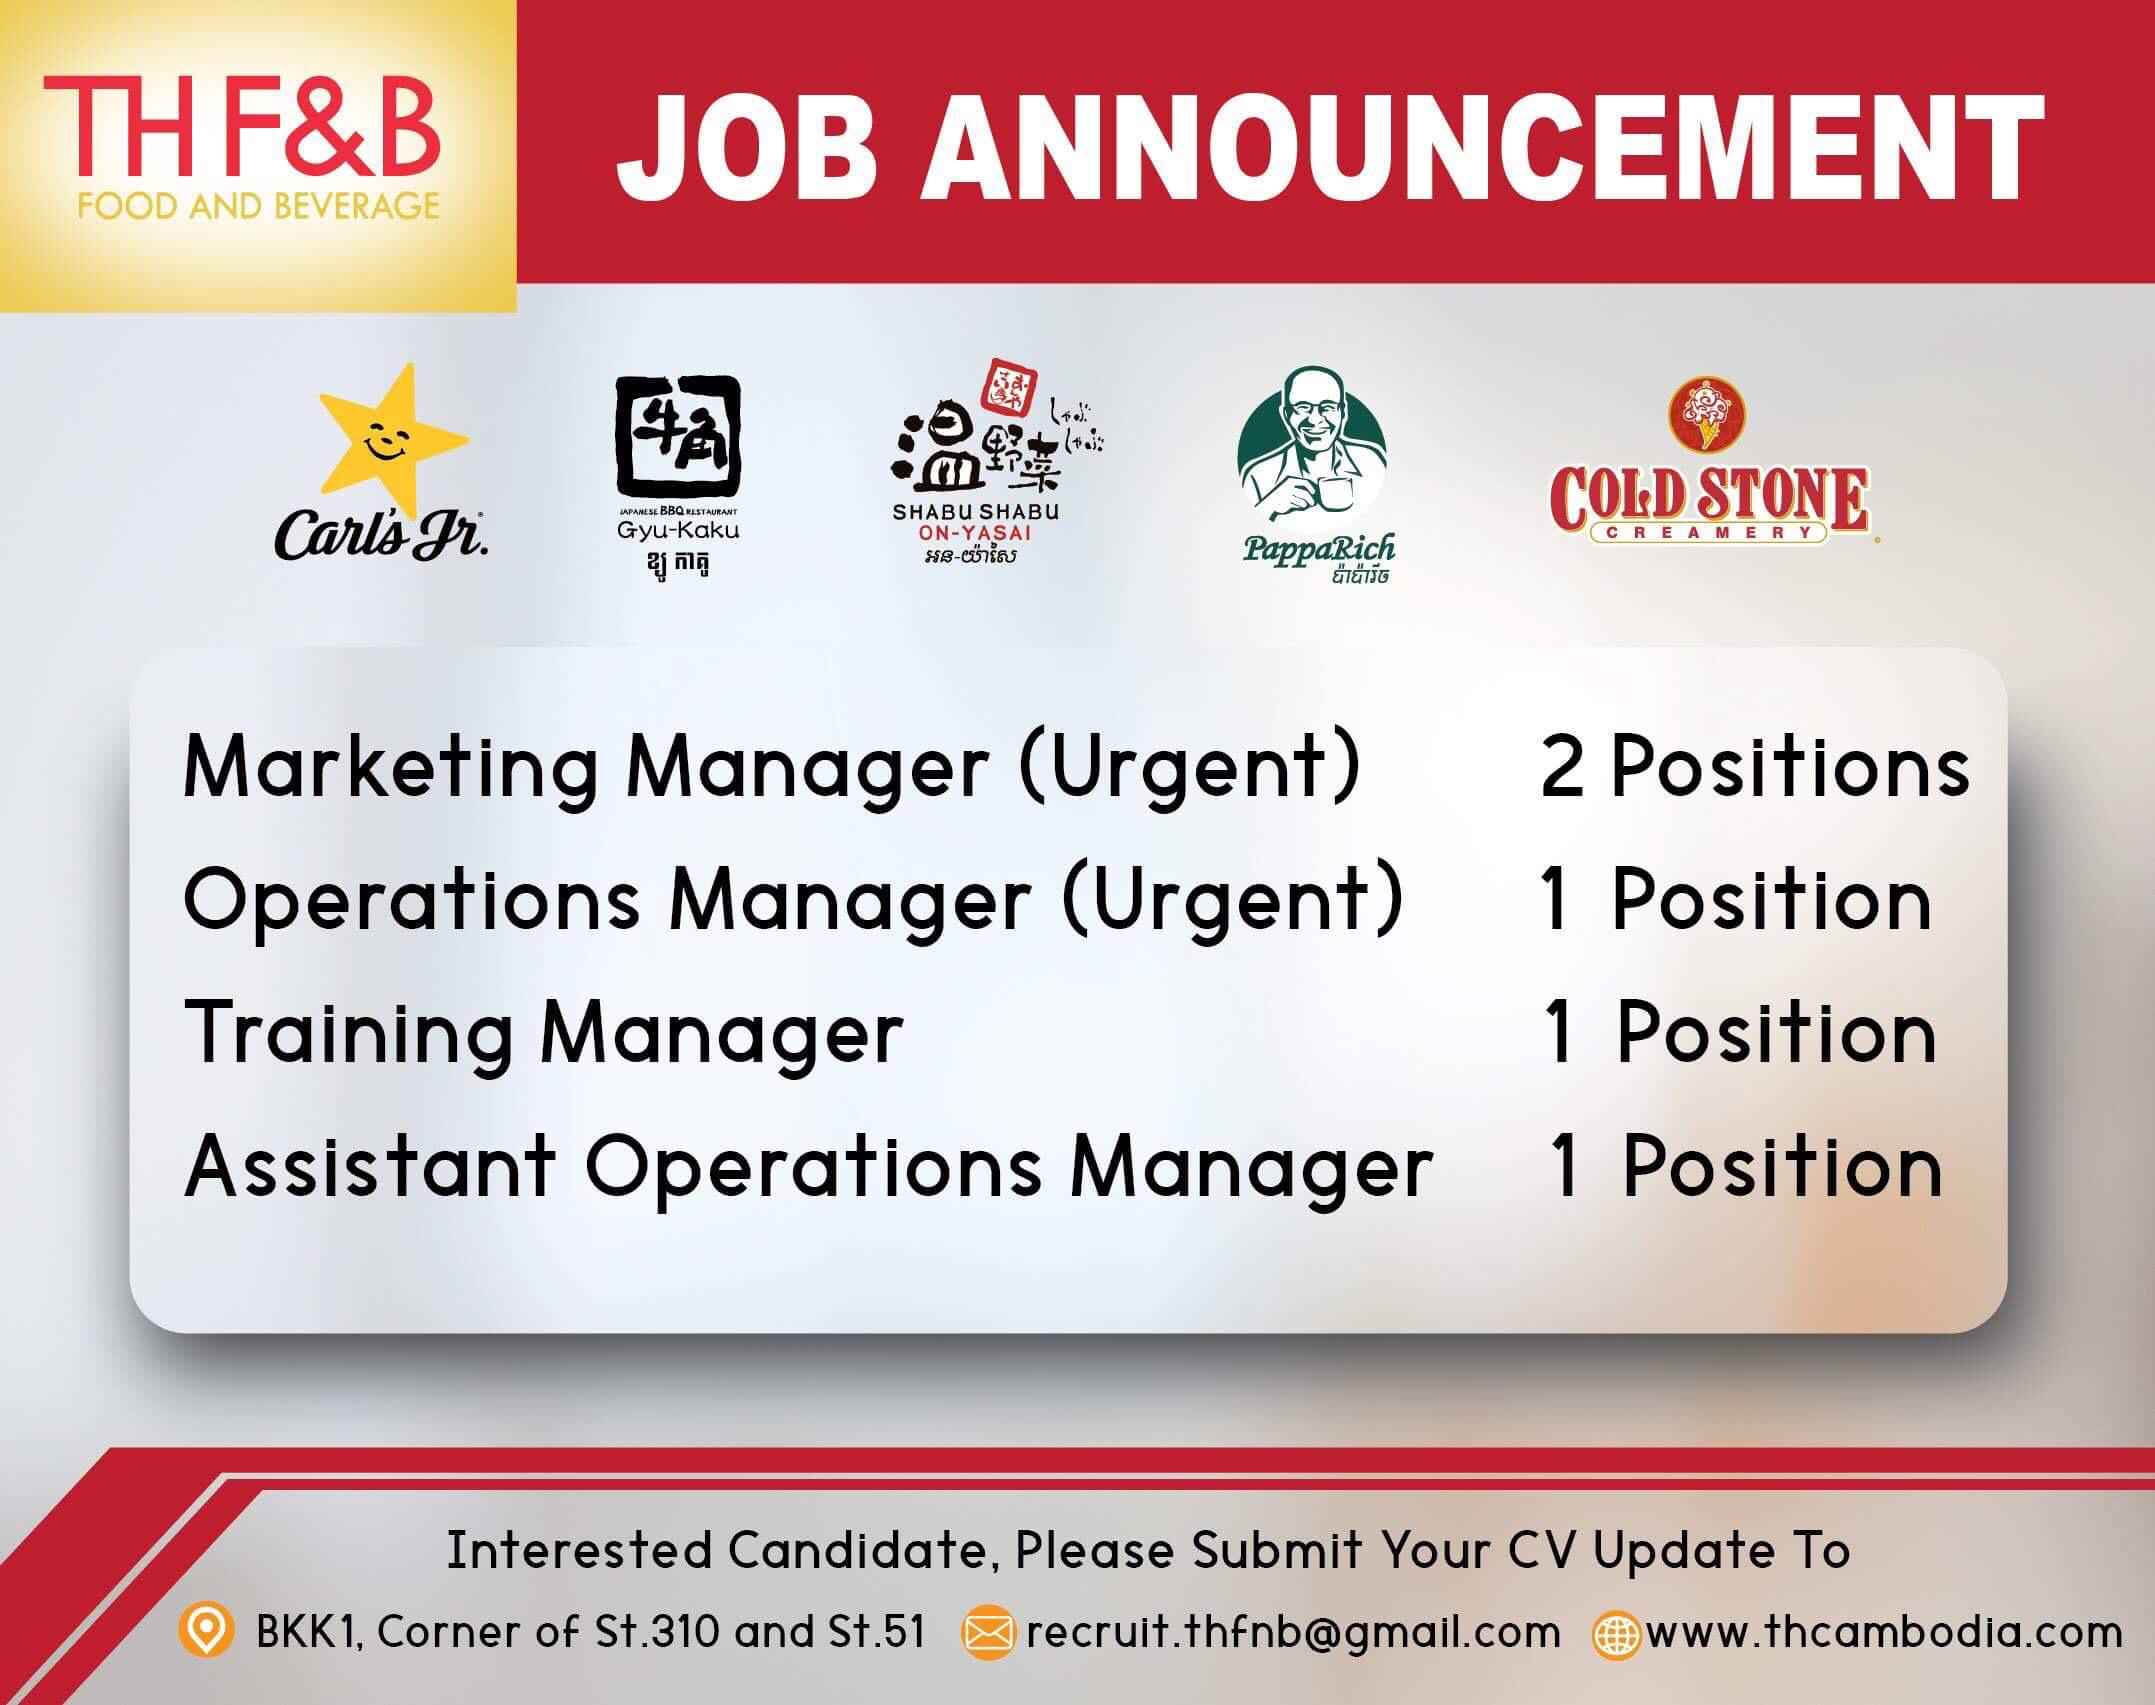 TH F&B
FOOD AND BEVERAGE
JOB ANNOUNCEMENT
Carl's Jr.
牛角
JAPANESE BBQ RESTAURANT
Gyu-Kaku
ខ្យូ កាគូ
温野菜
しゃぶしゃぶ
SHABU SHABU
ON-YASAI
អន-យ៉ាសៃ
PappaRich
ប៉ាប៉ារីច
COLD STONE
CREAMERY
Marketing Manager (Urgent) 2 Positions
Operations Manager (Urgent) 1 Position
Training Manager 1 Position
Assistant Operations Manager 1 Position
Interested Candidate, Please Submit Your CV Update To
BKK1, Corner of St.310 and St.51 recruit.thfnb@gmail.com www.thcambodia.com